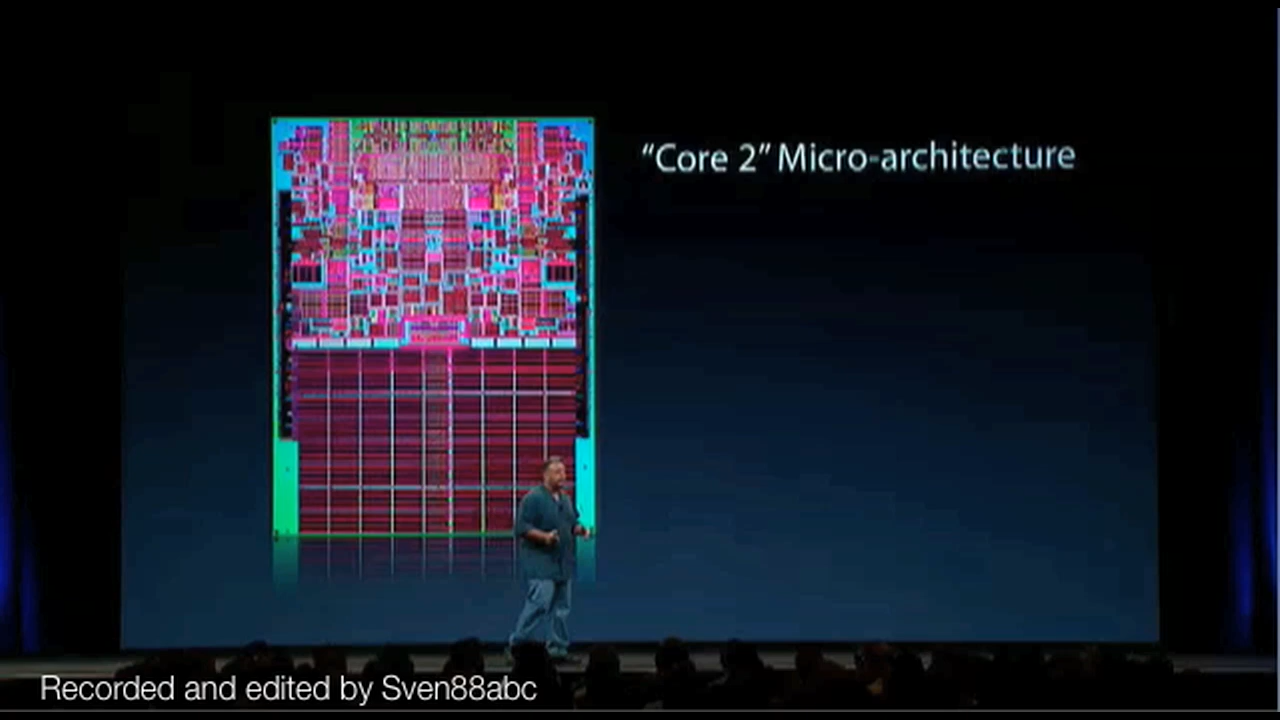 “Core 2” Micro-architecture
Recorded and edited by Sven88abc